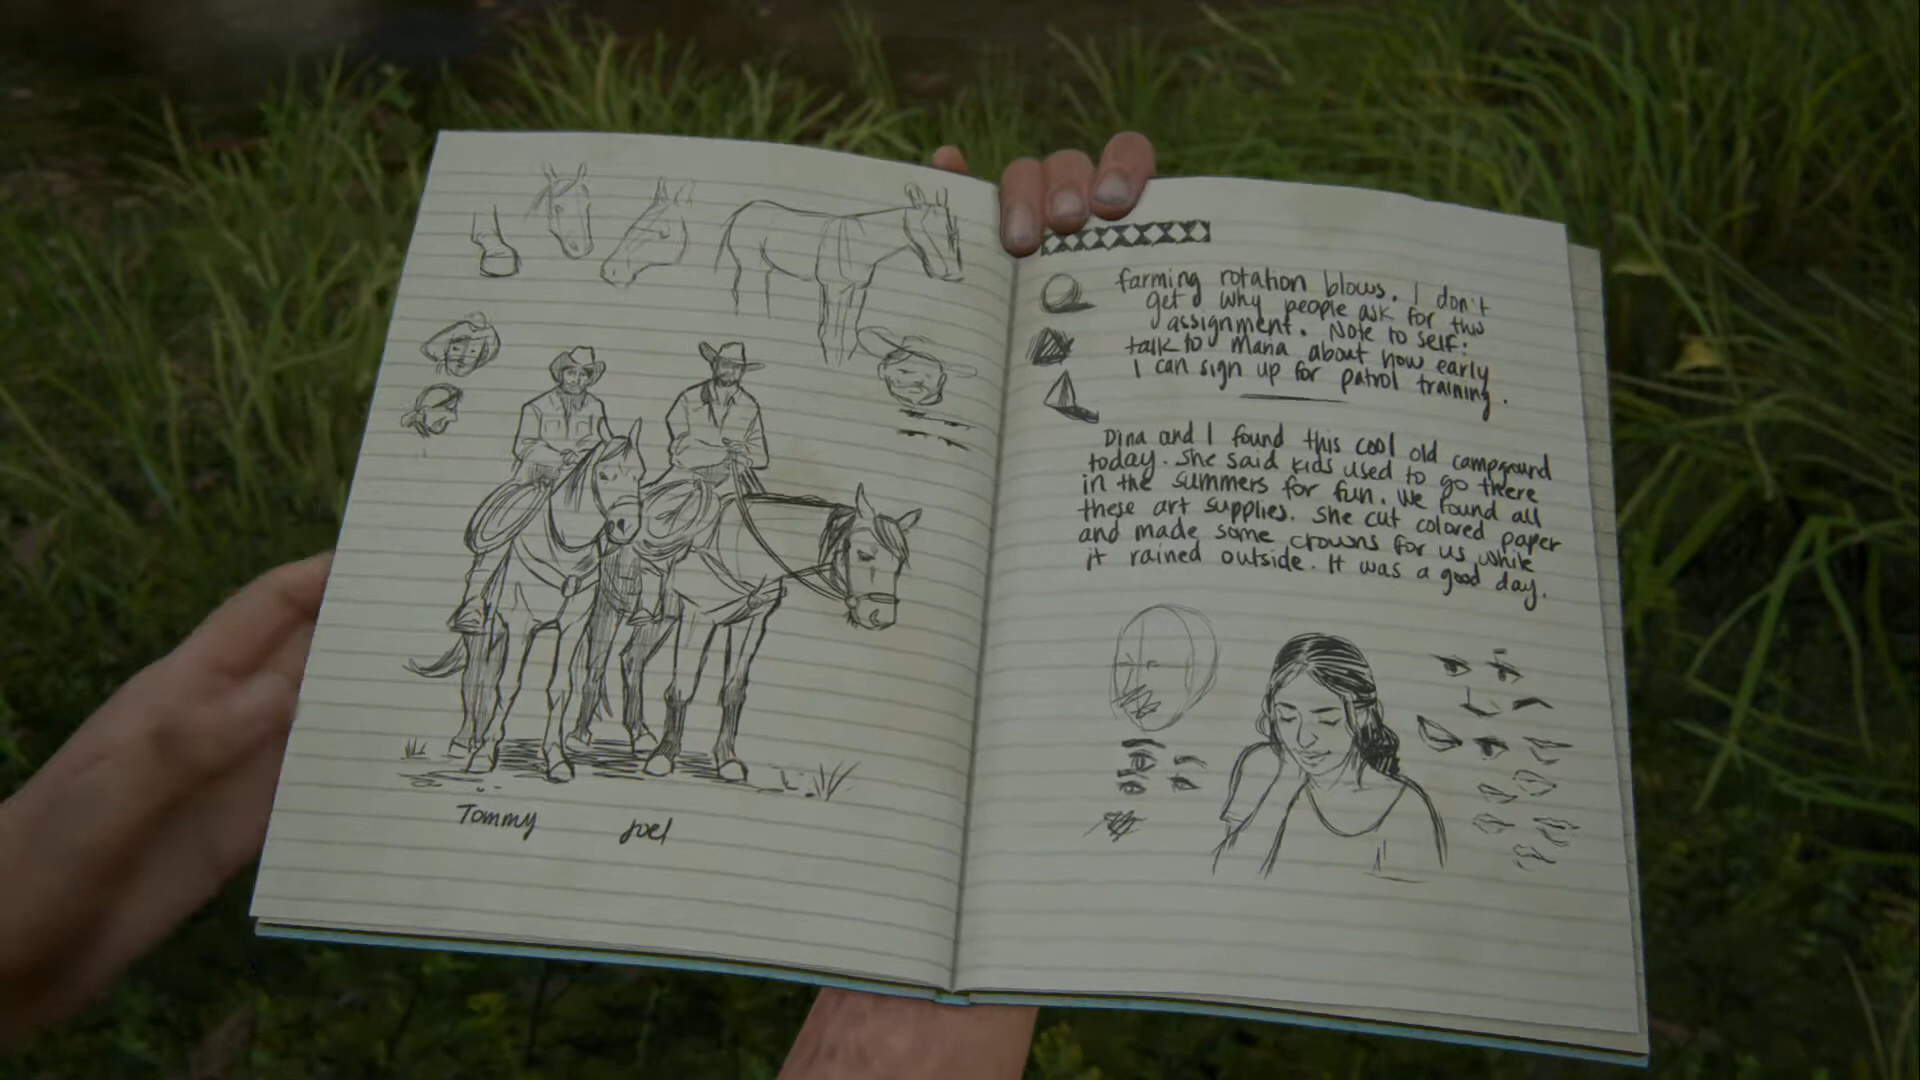 Tommy
Joel
farming rotation blows. I don't
get why people ask for this
assignment. Note to self:
talk to Maria about how early
I can sign up for patrol training.
Dina and I found this cool old campground
today. She said kids used to go there
in the summers for fun. We found all
these art supplies. She cut colored paper
and made some crowns for us while
it rained outside. It was a good day.